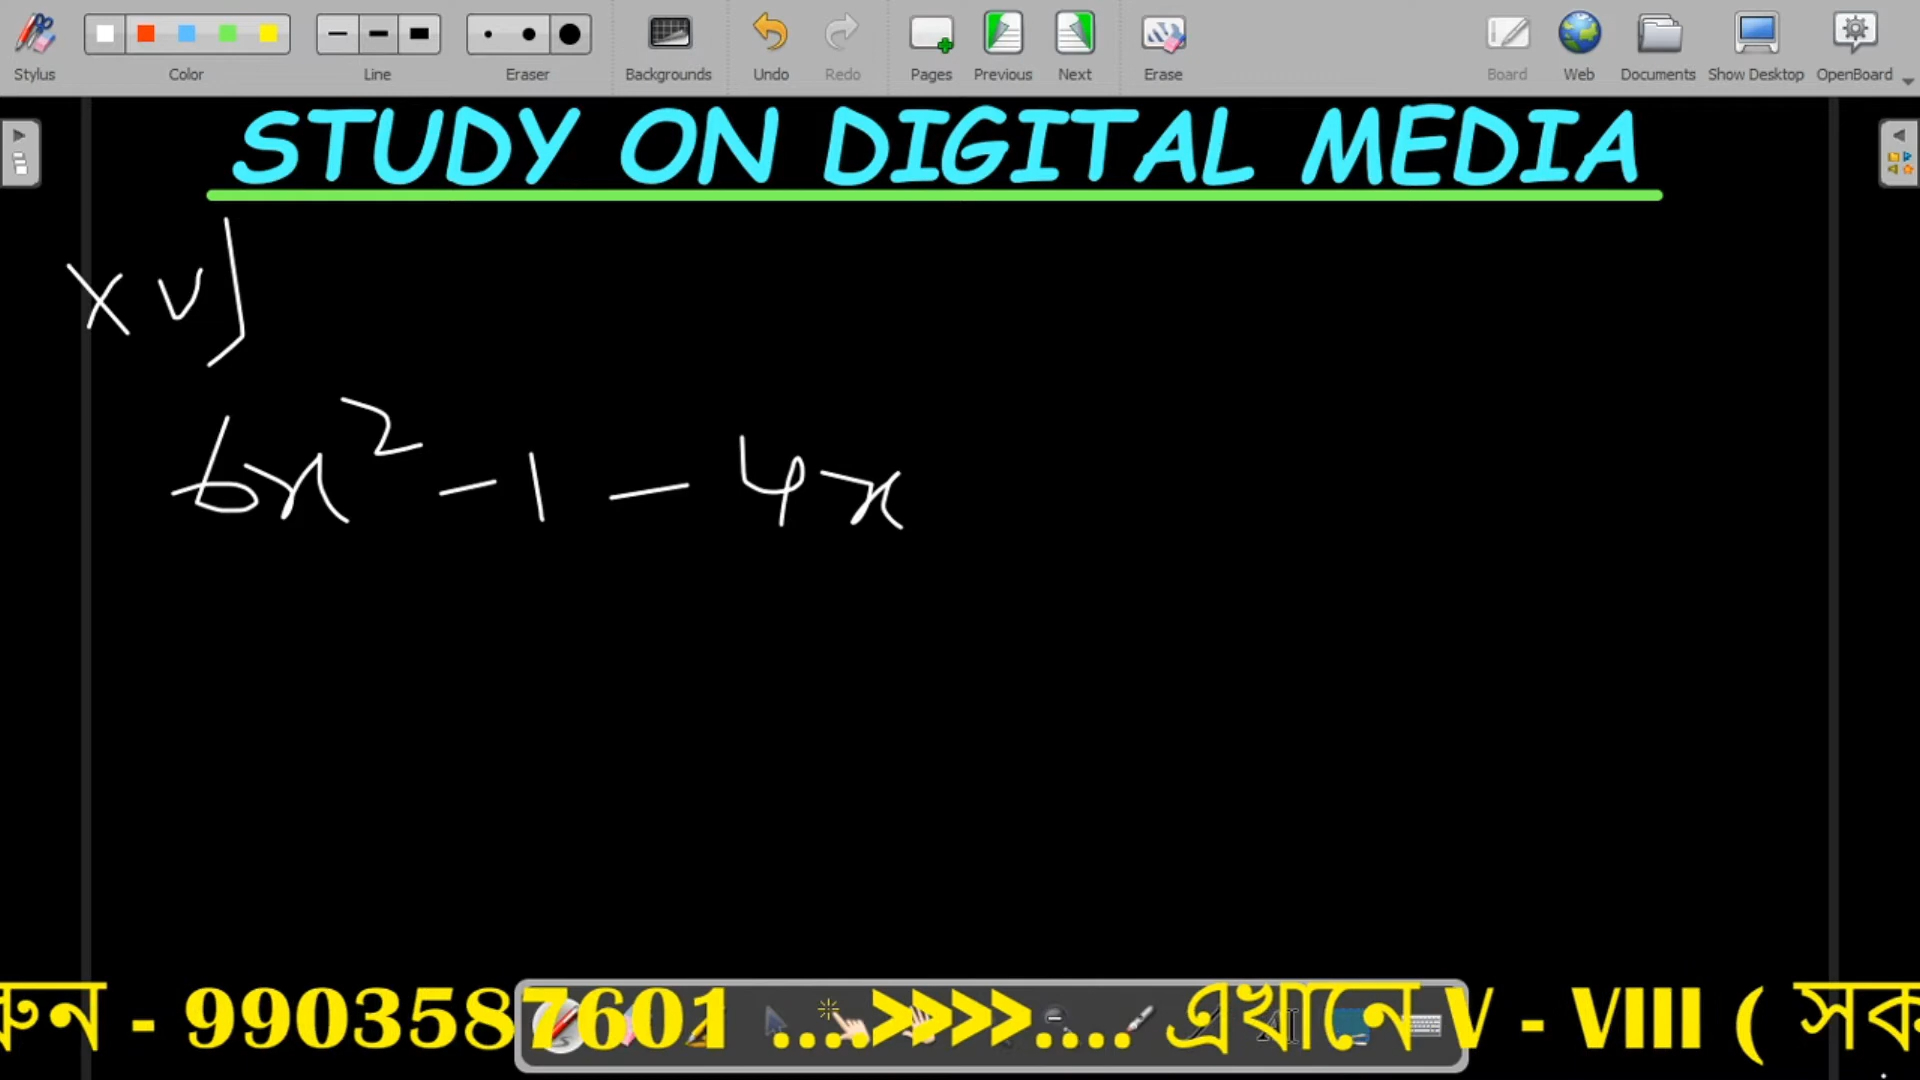 Stylus Color Line Eraser Backgrounds Undo Redo Pages Previous Next Erase Board Web Documents Show Desktop OpenBoard
STUDY ON DIGITAL MEDIA
xv)
6x² - 1 - 4x
রুন - 9903587601 ....>>>>.... এখানে V - VIII ( সক